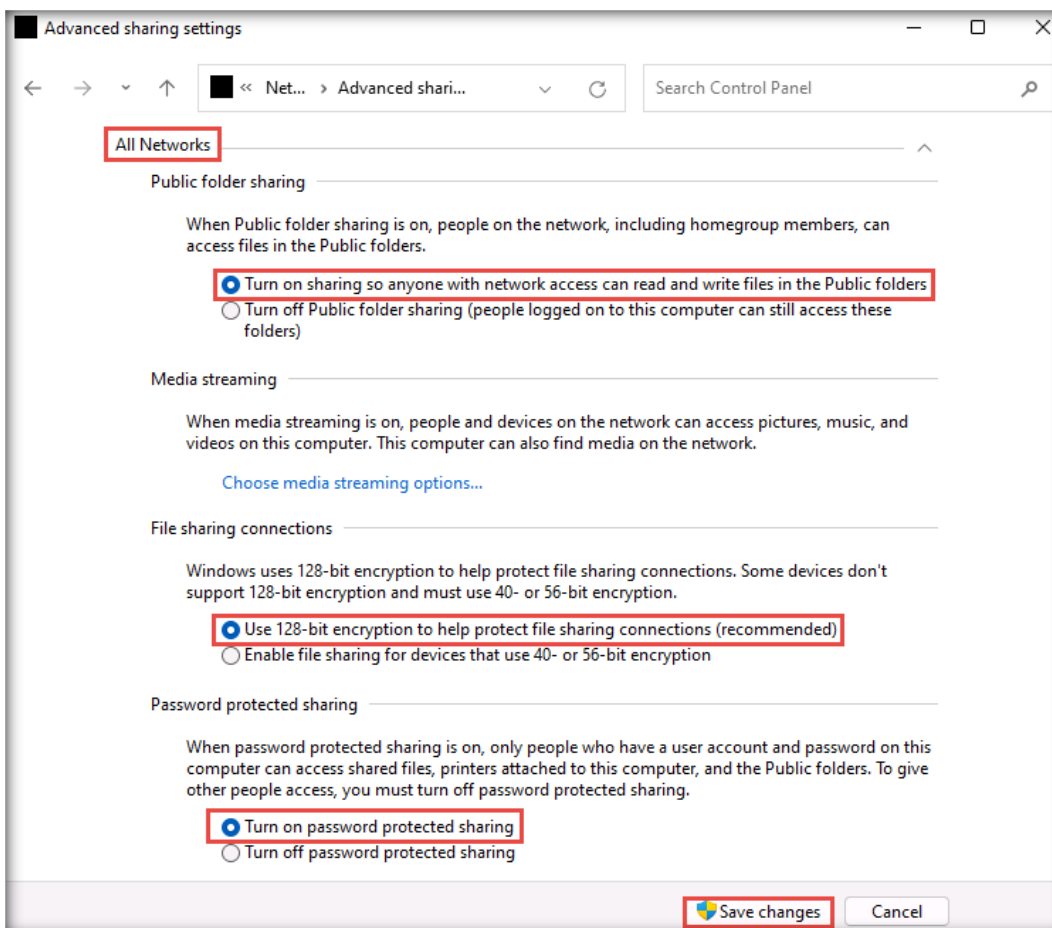 Advanced sharing settings
« Net... › Advanced shari...
Search Control Panel
All Networks
Public folder sharing
When Public folder sharing is on, people on the network, including homegroup members, can
access files in the Public folders.
Turn on sharing so anyone with network access can read and write files in the Public folders
Turn off Public folder sharing (people logged on to this computer can still access these
folders)
Media streaming
When media streaming is on, people and devices on the network can access pictures, music, and
videos on this computer. This computer can also find media on the network.
Choose media streaming options...
File sharing connections
Windows uses 128-bit encryption to help protect file sharing connections. Some devices don't
support 128-bit encryption and must use 40- or 56-bit encryption.
Use 128-bit encryption to help protect file sharing connections (recommended)
Enable file sharing for devices that use 40- or 56-bit encryption
Password protected sharing
When password protected sharing is on, only people who have a user account and password on this
computer can access shared files, printers attached to this computer, and the Public folders. To give
other people access, you must turn off password protected sharing.
Turn on password protected sharing
Turn off password protected sharing
Save changes
Cancel